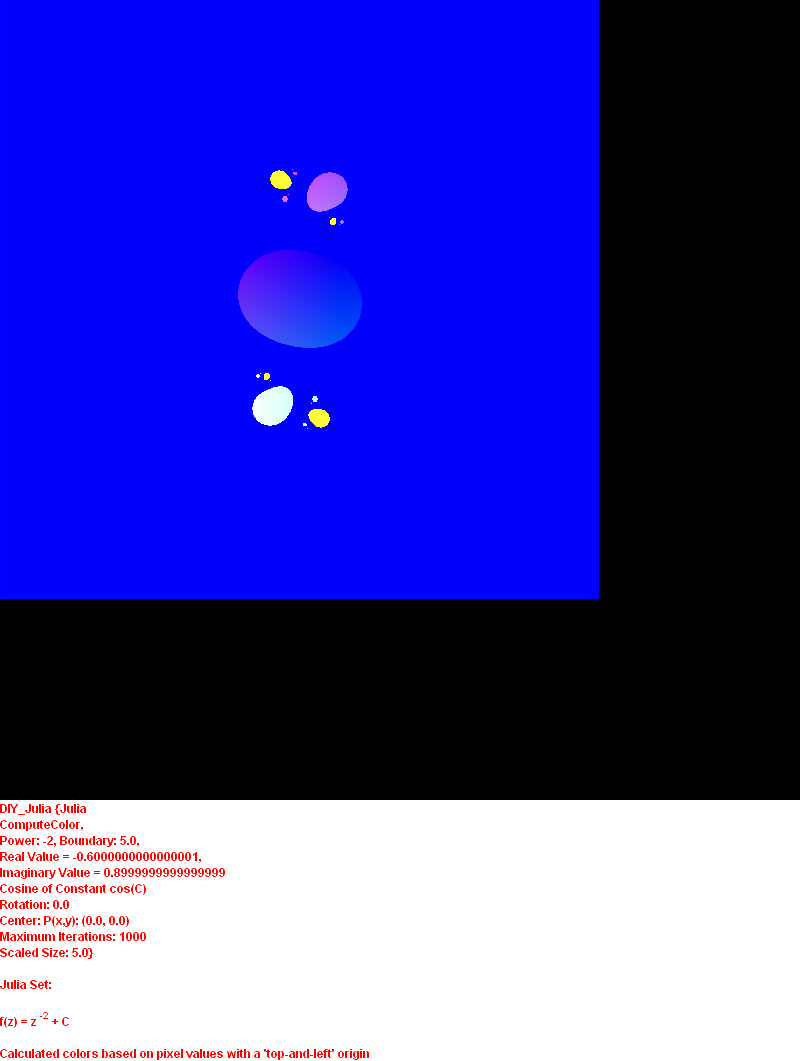 DIY_Julia {Julia
ComputeColor,
Power: -2, Boundary: 5.0,
Real Value = -0.6000000000000001,
Imaginary Value = 0.8999999999999999
Cosine of Constant cos(C)
Rotation: 0.0
Center: P(x,y): (0.0, 0.0)
Maximum Iterations: 1000
Scaled Size: 5.0}
Julia Set:
f(z) = z -2 + C
Calculated colors based on pixel values with a 'top-and-left' origin